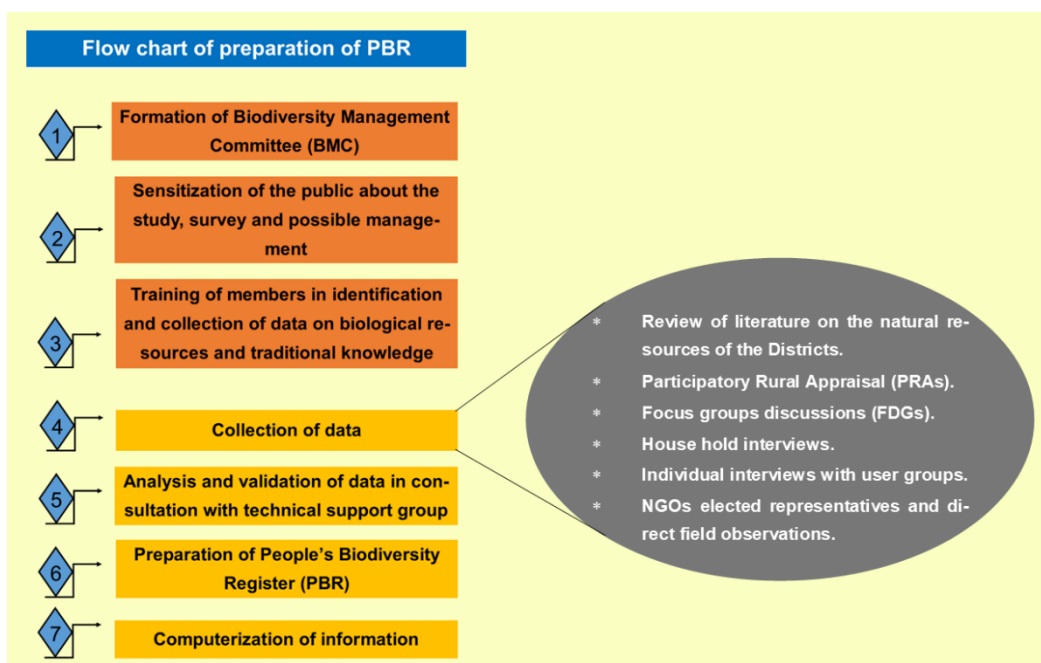 Flow chart of preparation of PBR
1
Formation of Biodiversity Management
Committee (BMC)
2
Sensitization of the public about the
study, survey and possible manage-
ment
3
Training of members in identification
and collection of data on biological re-
sources and traditional knowledge
4
Collection of data
* Review of literature on the natural re-
sources of the Districts.
* Participatory Rural Appraisal (PRAs).
* Focus groups discussions (FDGs).
* House hold interviews.
* Individual interviews with user groups.
* NGOs elected representatives and di-
rect field observations.
5
Analysis and validation of data in con-
sultation with technical support group
6
Preparation of People’s Biodiversity
Register (PBR)
7
Computerization of information